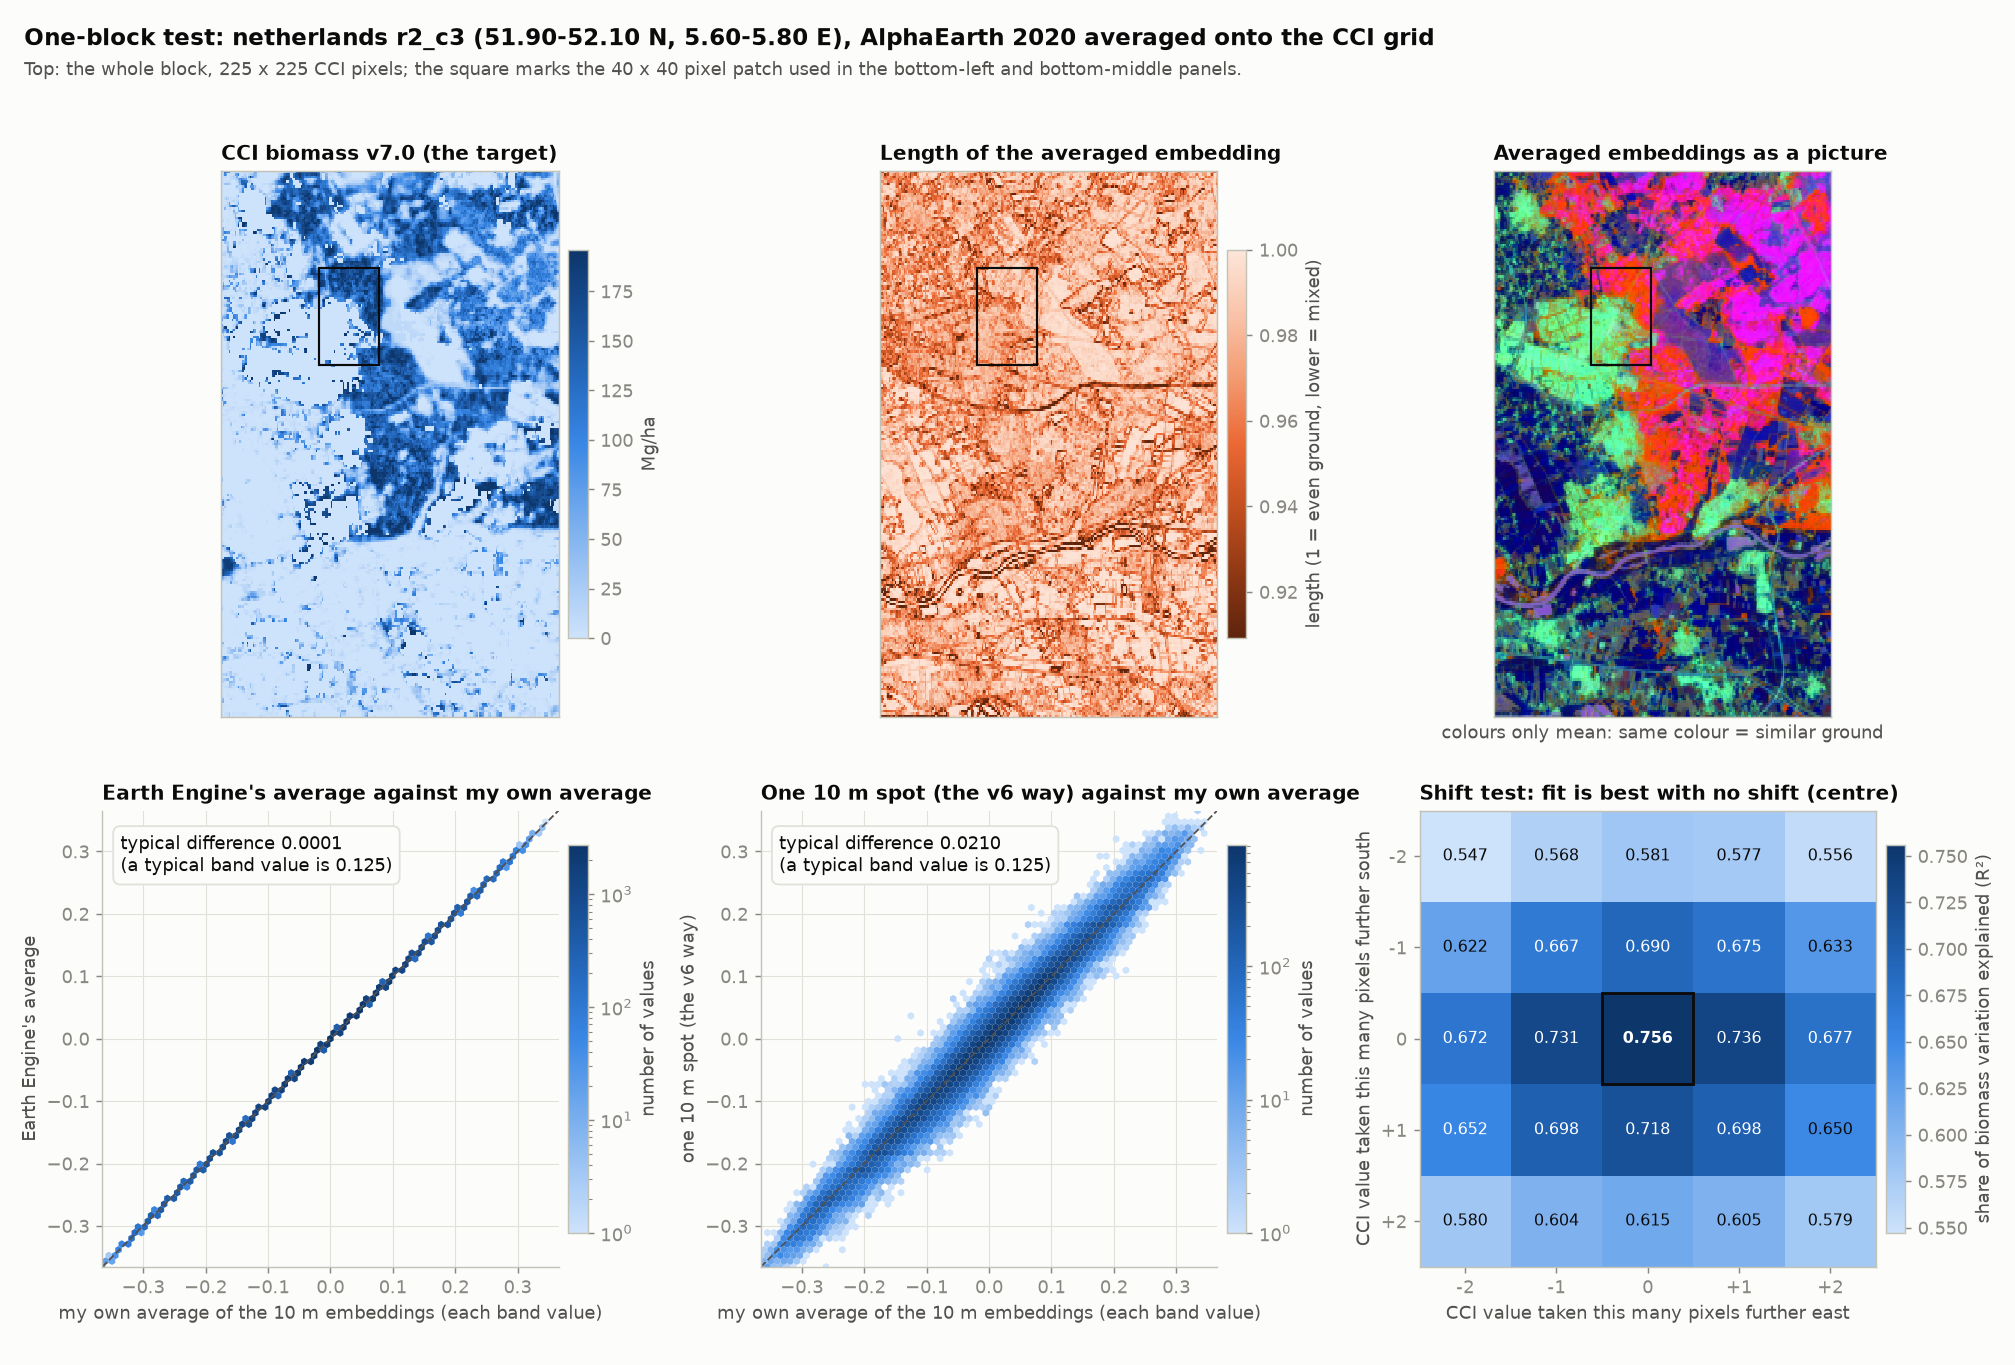 One-block test: netherlands r2_c3 (51.90-52.10 N, 5.60-5.80 E), AlphaEarth 2020 averaged onto the CCI grid
Top: the whole block, 225 x 225 CCI pixels; the square marks the 40 x 40 pixel patch used in the bottom-left and bottom-middle panels.
CCI biomass v7.0 (the target)
175
150
125
100
75
50
25
0
Mg/ha
Length of the averaged embedding
1.00
0.98
0.96
0.94
0.92
length (1 = even ground, lower = mixed)
Averaged embeddings as a picture
colours only mean: same colour = similar ground
Earth Engine's average against my own average
typical difference 0.0001
(a typical band value is 0.125)
Earth Engine's average
0.3
0.2
0.1
0.0
−0.1
−0.2
−0.3
−0.3 −0.2 −0.1 0.0 0.1 0.2 0.3
my own average of the 10 m embeddings (each band value)
10³
10²
10¹
10⁰
number of values
One 10 m spot (the v6 way) against my own average
typical difference 0.0210
(a typical band value is 0.125)
one 10 m spot (the v6 way)
0.3
0.2
0.1
0.0
−0.1
−0.2
−0.3
−0.3 −0.2 −0.1 0.0 0.1 0.2 0.3
my own average of the 10 m embeddings (each band value)
10²
10¹
10⁰
number of values
Shift test: fit is best with no shift (centre)
CCI value taken this many pixels further south
-2 0.547 0.568 0.581 0.577 0.556
-1 0.622 0.667 0.690 0.675 0.633
0 0.672 0.731 0.756 0.736 0.677
+1 0.652 0.698 0.718 0.698 0.650
+2 0.580 0.604 0.615 0.605 0.579
-2 -1 0 +1 +2
CCI value taken this many pixels further east
0.750
0.725
0.700
0.675
0.650
0.625
0.600
0.575
0.550
share of biomass variation explained (R²)